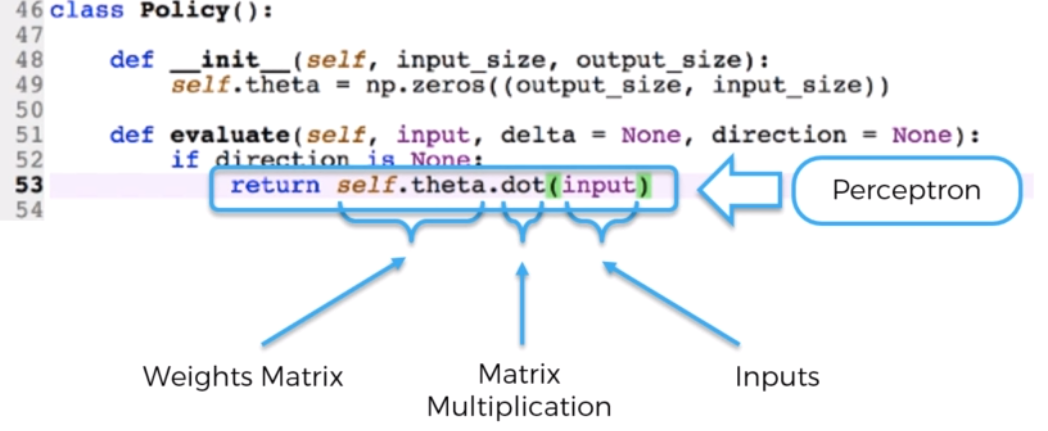 46 class Policy():
47
48     def __init__(self, input_size, output_size):
49         self.theta = np.zeros((output_size, input_size))
50
51     def evaluate(self, input, delta = None, direction = None):
52         if direction is None:
53             return self.theta.dot(input)
54
Perceptron
Weights Matrix
Matrix
Multiplication
Inputs